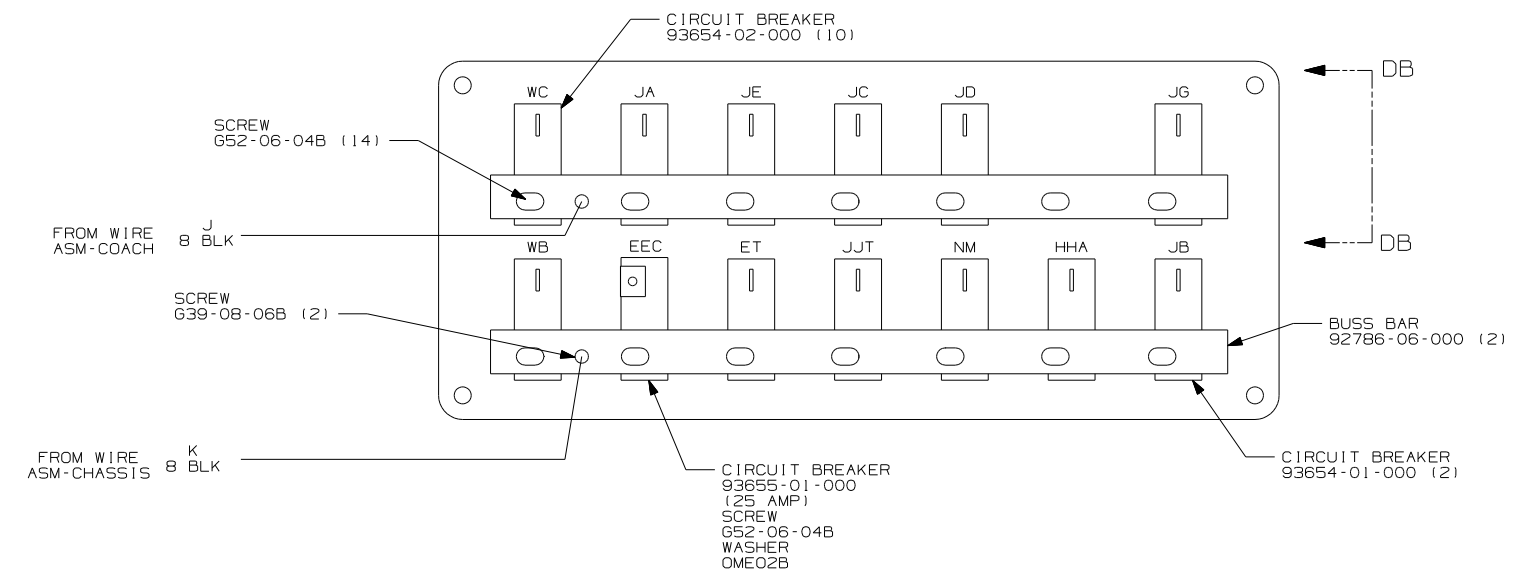 CIRCUIT BREAKER
93654-02-000 (10)
DB
WC JA JE JC JD JG
SCREW
G52-06-04B (14)
J
FROM WIRE 8 BLK
ASM-COACH
DB
WB EEC ET JJT NM HHA JB
SCREW
G39-08-06B (2)
BUSS BAR
92786-06-000 (2)
K
FROM WIRE 8 BLK
ASM-CHASSIS
CIRCUIT BREAKER
93654-01-000 (2)
CIRCUIT BREAKER
93655-01-000
(25 AMP)
SCREW
G52-06-04B
WASHER
OME02B